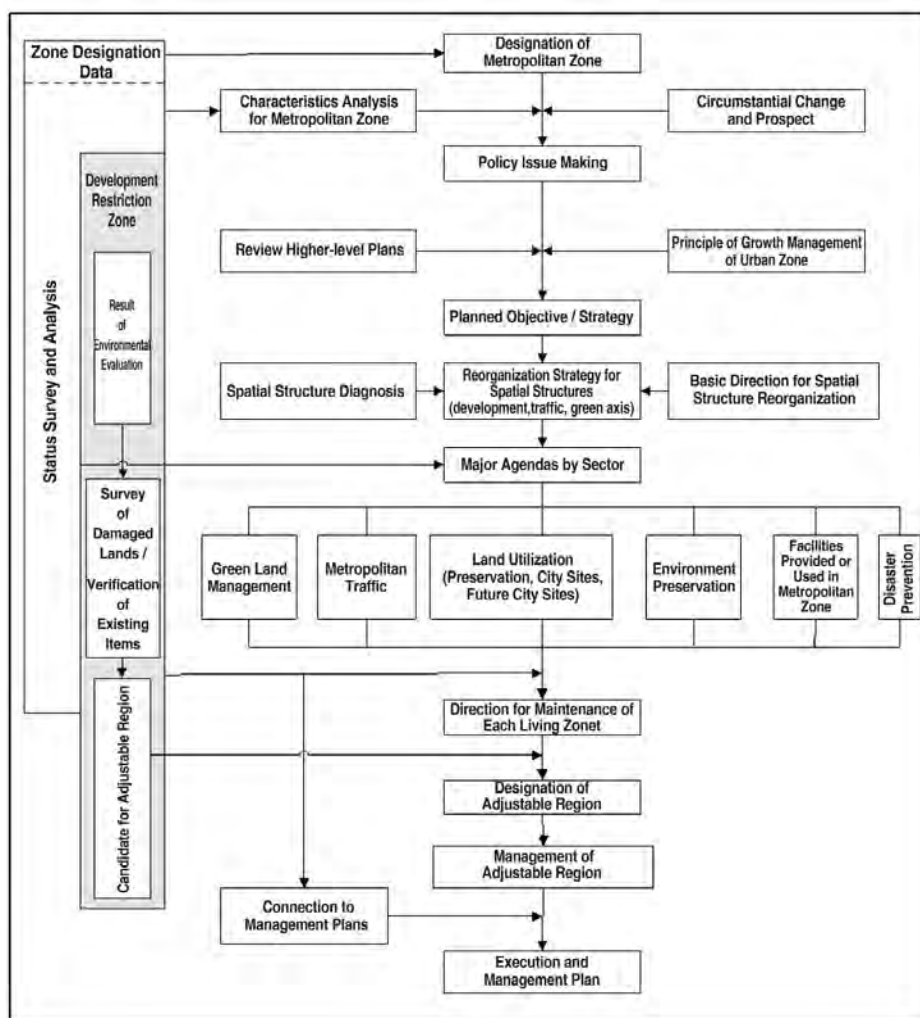 Zone Designation
Data
Designation of
Metropolitan Zone
Characteristics Analysis
for Metropolitan Zone
Circumstantial Change
and Prospect
Policy Issue Making
Development
Restriction
Zone
Review Higher-level Plans
Principle of Growth Management
of Urban Zone
Result
of
Environmental
Evaluation
Status Survey and Analysis
Planned Objective / Strategy
Spatial Structure Diagnosis
Reorganization Strategy for
Spatial Structures
(development,traffic, green axis)
Basic Direction for Spatial
Structure Reorganization
Major Agendas by Sector
Survey
of
Damaged
Lands /
Verification
of
Existing
Items
Green Land
Management
Metropolitan
Traffic
Land Utilization
(Preservation, City Sites,
Future City Sites)
Environment
Preservation
Facilities
Provided or
Used in
Metropolitan
Zone
Disaster
Prevention
Candidate for Adjustable Region
Direction for Maintenance of
Each Living Zonet
Designation of
Adjustable Region
Management of
Adjustable Region
Connection to
Management Plans
Execution and
Management Plan